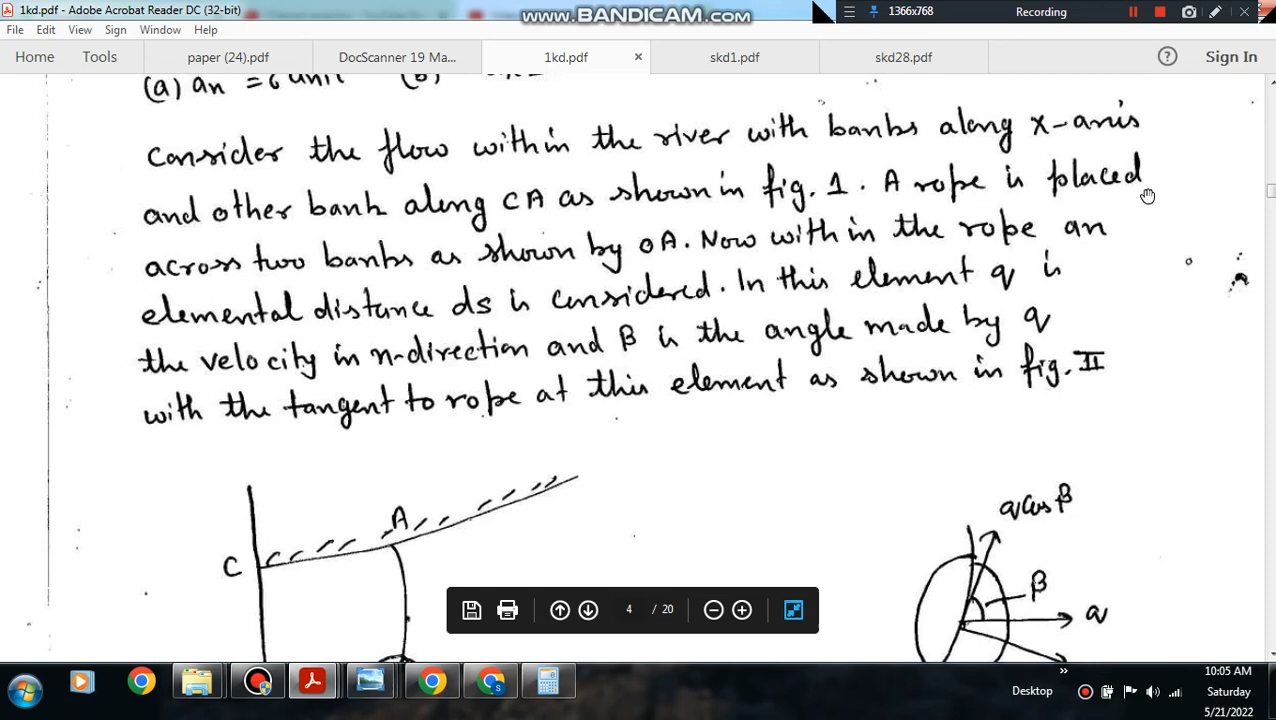 1kd.pdf - Adobe Acrobat Reader DC (32-bit)
www.BANDICAM.com
1366x768
Recording
File Edit View Sign Window Help
Home Tools paper (24).pdf DocScanner 19 Ma... 1kd.pdf × skd1.pdf skd28.pdf Sign In
(a) an = 6 unit (b)
Consider the flow within the river with banks along x-axis
and other bank along CA as shown in fig. 1. A rope is placed
across two banks as shown by OA. Now with in the rope an
elemental distance ds is considered. In this element q is
the velocity in n-direction and β is the angle made by q
with the tangent to rope at this element as shown in fig. II
A
C
q cos β
β
q
4 / 20
»
Desktop
10:05 AM
Saturday
5/21/2022